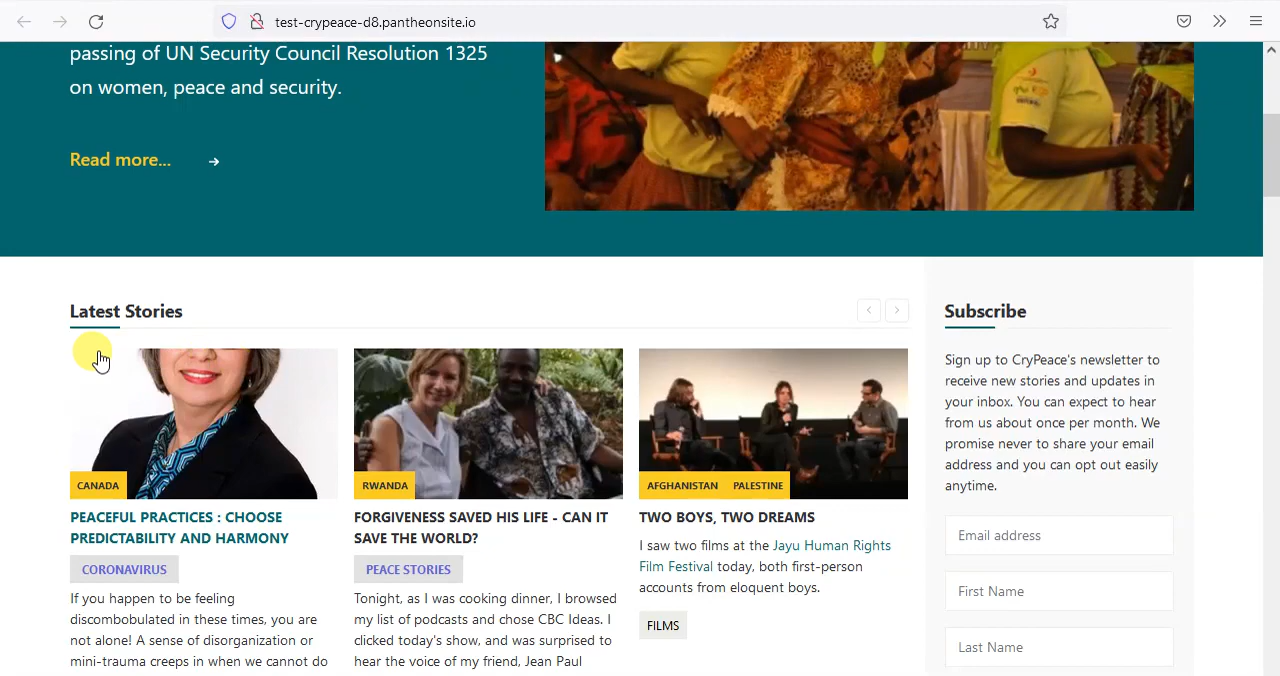 test-crypeace-d8.pantheonsite.io
passing of UN Security Council Resolution 1325
on women, peace and security.
Read more...
Latest Stories
CANADA
PEACEFUL PRACTICES : CHOOSE
PREDICTABILITY AND HARMONY
CORONAVIRUS
If you happen to be feeling
discombobulated in these times, you are
not alone! A sense of disorganization or
mini-trauma creeps in when we cannot do
RWANDA
FORGIVENESS SAVED HIS LIFE - CAN IT
SAVE THE WORLD?
PEACE STORIES
Tonight, as I was cooking dinner, I browsed
my list of podcasts and chose CBC Ideas. I
clicked today's show, and was surprised to
hear the voice of my friend, Jean Paul
AFGHANISTAN PALESTINE
TWO BOYS, TWO DREAMS
I saw two films at the Jayu Human Rights
Film Festival today, both first-person
accounts from eloquent boys.
FILMS
Subscribe
Sign up to CryPeace's newsletter to
receive new stories and updates in
your inbox. You can expect to hear
from us about once per month. We
promise never to share your email
address and you can opt out easily
anytime.
Email address
First Name
Last Name